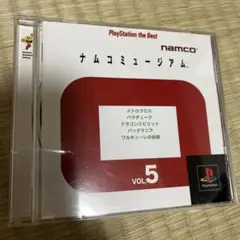 PlayStation the Best
namco
ナムコミュージアム
メトロクロス
バラデューク
ドラゴンスピリット
パックマニア
ワルキューレの伝説
VOL.5
PlayStation